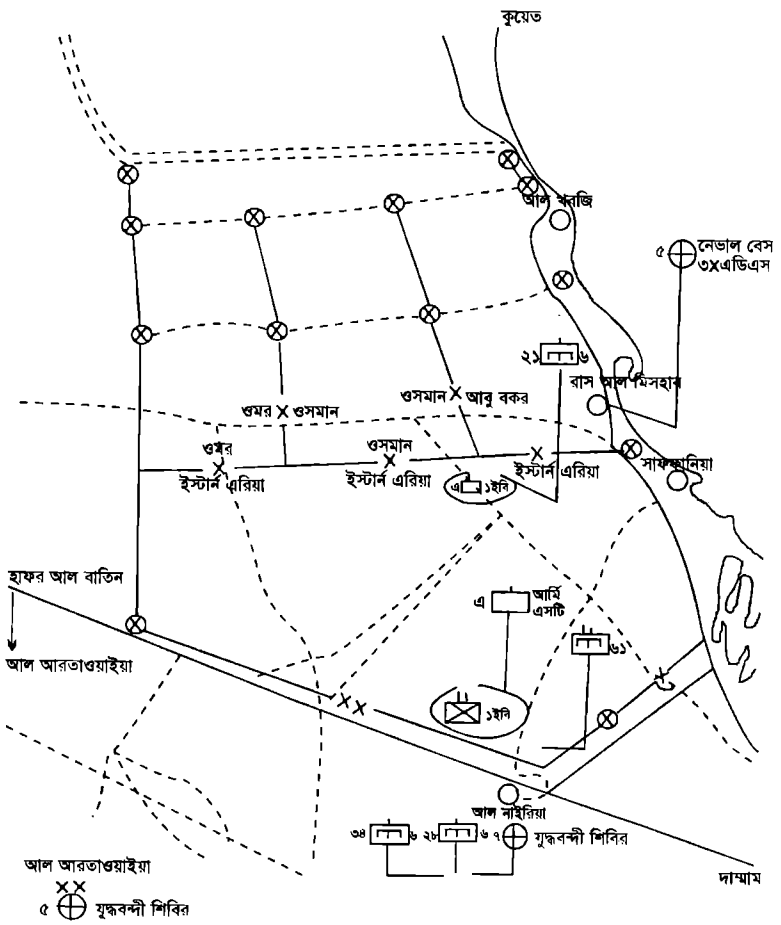 কুয়েত
আল খরজি
৫ নেভাল বেস
৩Xএডিএস
২১ ৬
রাস আল মিসহাব
ওসমান X আবু বকর
ওমর X ওসমান
ওমর
ইস্টার্ন এরিয়া
ওসমান
ইস্টার্ন এরিয়া
ইস্টার্ন এরিয়া
সাফফানিয়া
এ ১ইবি
হাফর আল বাতিন
আল আরতাওয়াইয়া
এ আর্মি
এসটি
৬১
১ইবি
আল নাইরিয়া
৩৪ ৬ ২৮ ৬ ৭ যুদ্ধবন্দী শিবির
দাম্মাম
আল আরতাওয়াইয়া
XX
৫ যুদ্ধবন্দী শিবির